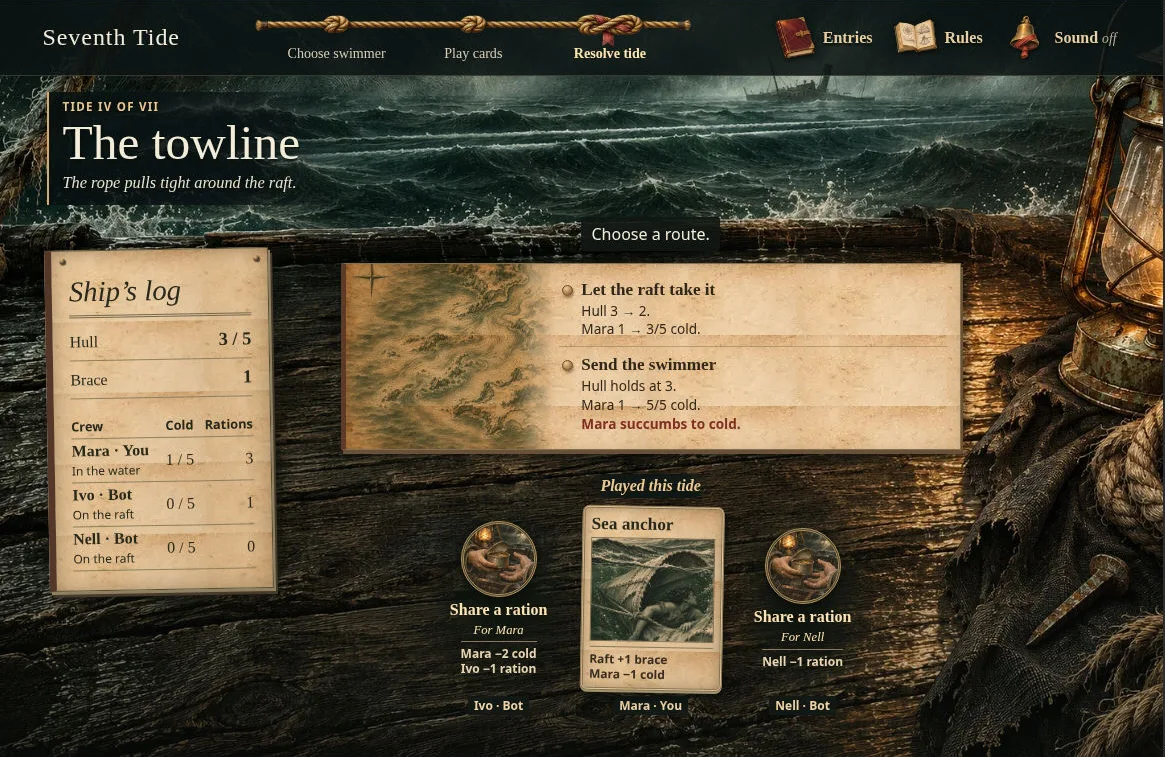 Seventh Tide
Choose swimmer
Play cards
Resolve tide
Entries
Rules
Sound off
TIDE IV OF VII
The towline
The rope pulls tight around the raft.
Choose a route.
Ship's log
Hull 3 / 5
Brace 1
Crew Cold Rations
Mara · You
In the water
1 / 5 3
Ivo · Bot
On the raft
0 / 5 1
Nell · Bot
On the raft
0 / 5 0
Let the raft take it
Hull 3 → 2.
Mara 1 → 3/5 cold.
Send the swimmer
Hull holds at 3.
Mara 1 → 5/5 cold.
Mara succumbs to cold.
Played this tide
Share a ration
For Mara
Mara −2 cold
Ivo −1 ration
Ivo · Bot
Sea anchor
Raft +1 brace
Mara −1 cold
Mara · You
Share a ration
For Nell
Nell −1 ration
Nell · Bot